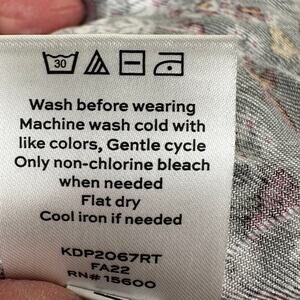 30
Wash before wearing
Machine wash cold with
like colors, Gentle cycle
Only non-chlorine bleach
when needed
Flat dry
Cool iron if needed
KDP2067RT
FA22
RN# 15600